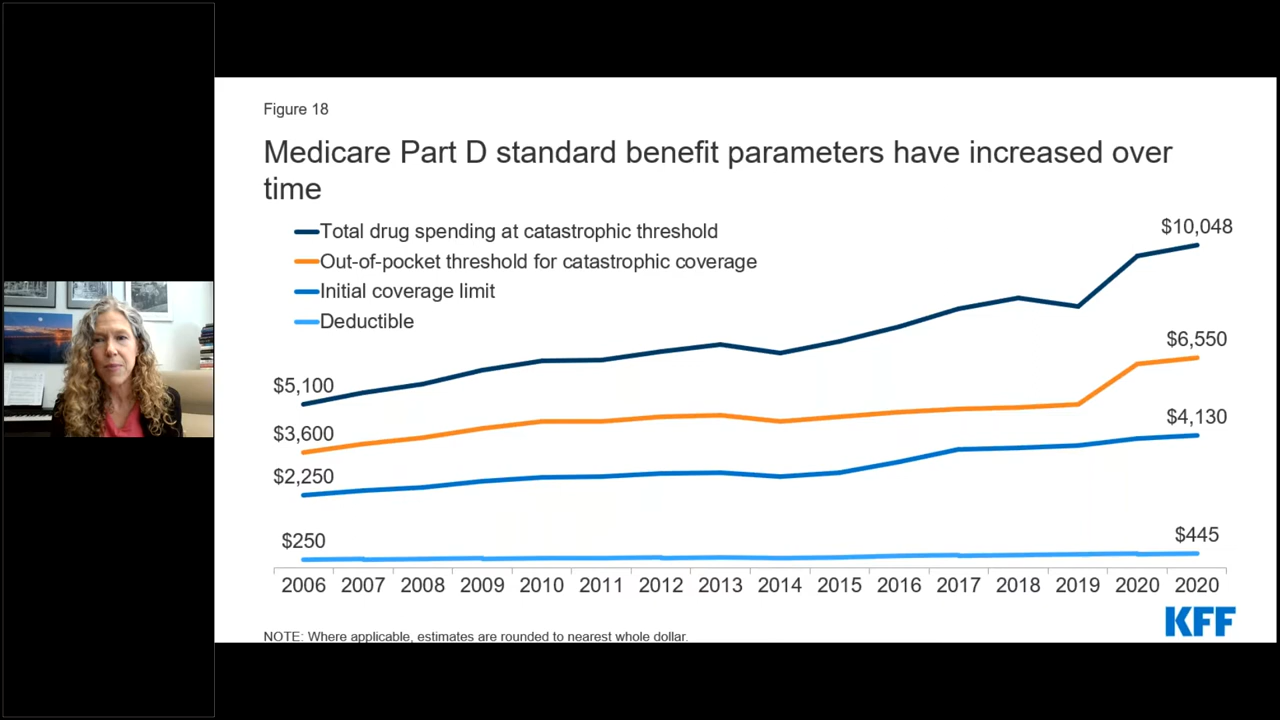 Figure 18
Medicare Part D standard benefit parameters have increased over
time
Total drug spending at catastrophic threshold
Out-of-pocket threshold for catastrophic coverage
Initial coverage limit
Deductible
$10,048
$6,550
$5,100
$4,130
$3,600
$2,250
$445
$250
2006 2007 2008 2009 2010 2011 2012 2013 2014 2015 2016 2017 2018 2019 2020 2020
KFF
NOTE: Where applicable, estimates are rounded to nearest whole dollar.